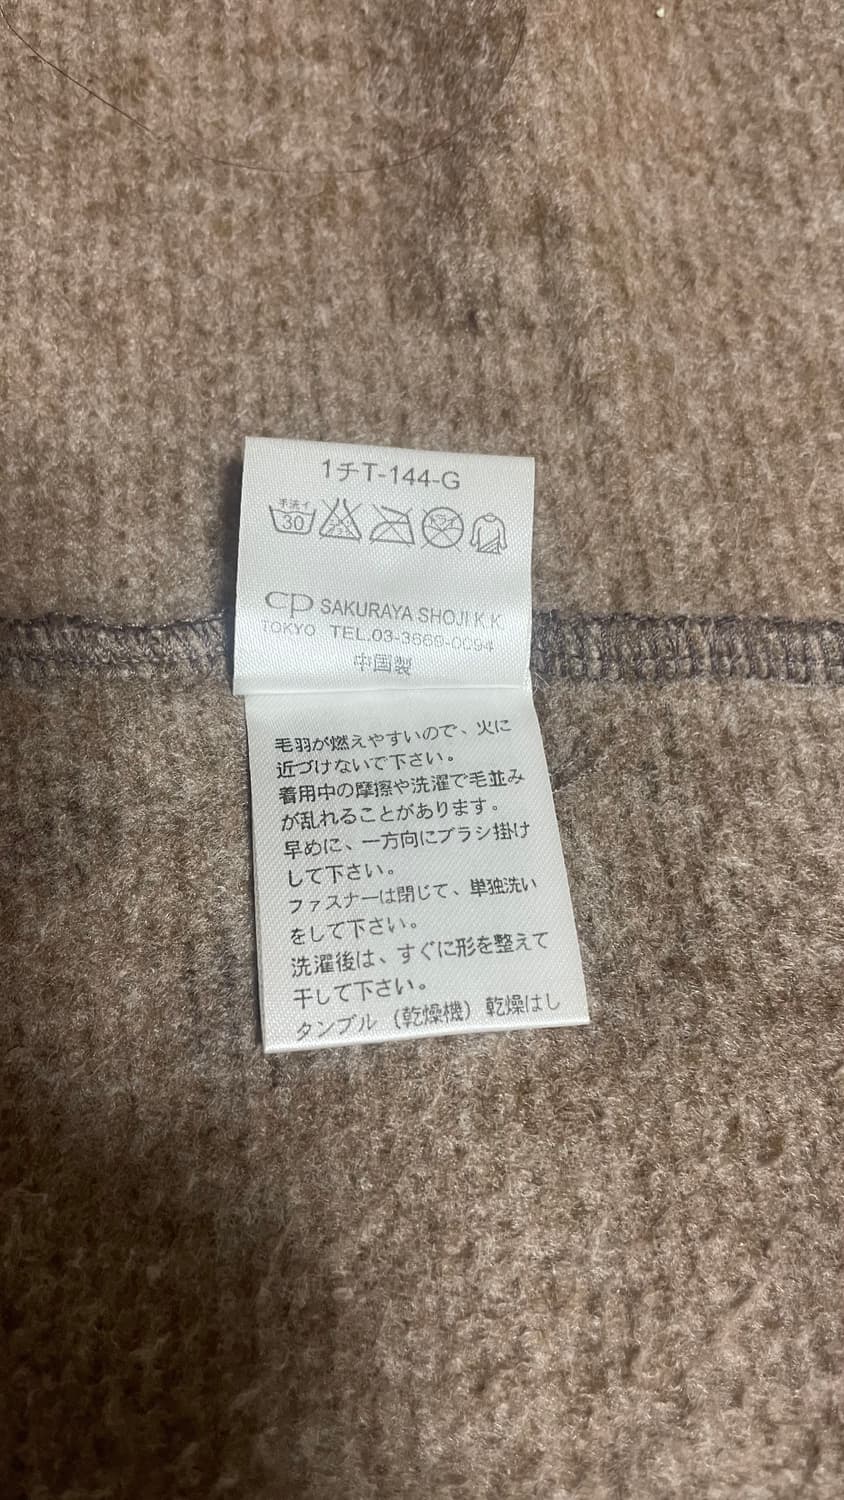 1チT-144-G
手洗イ
30
ドライ
CP SAKURAYA SHOJI K.K
TOKYO TEL.03-3669-0094
中国製
毛羽が燃えやすいので、火に
近づけないで下さい。
着用中の摩擦や洗濯で毛並み
が乱れることがあります。
早めに、一方向にブラシ掛け
して下さい。
ファスナーは閉じて、単独洗い
をして下さい。
洗濯後は、すぐに形を整えて
干して下さい。
タンブル（乾燥機）乾燥はし